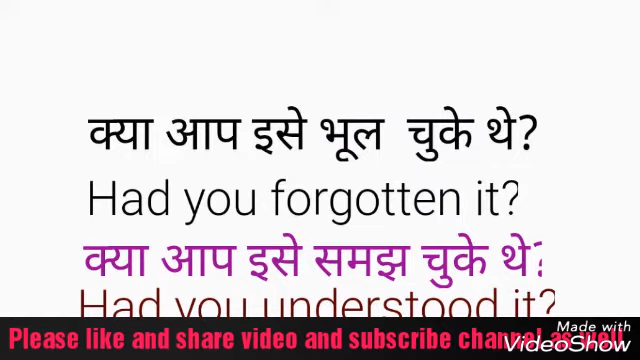 क्या आप इसे भूल चुके थे?
Had you forgotten it?
क्या आप इसे समझ चुके थे?
Had you understood it?
Please like and share video and subscribe channel as well
Made with
VideoShow